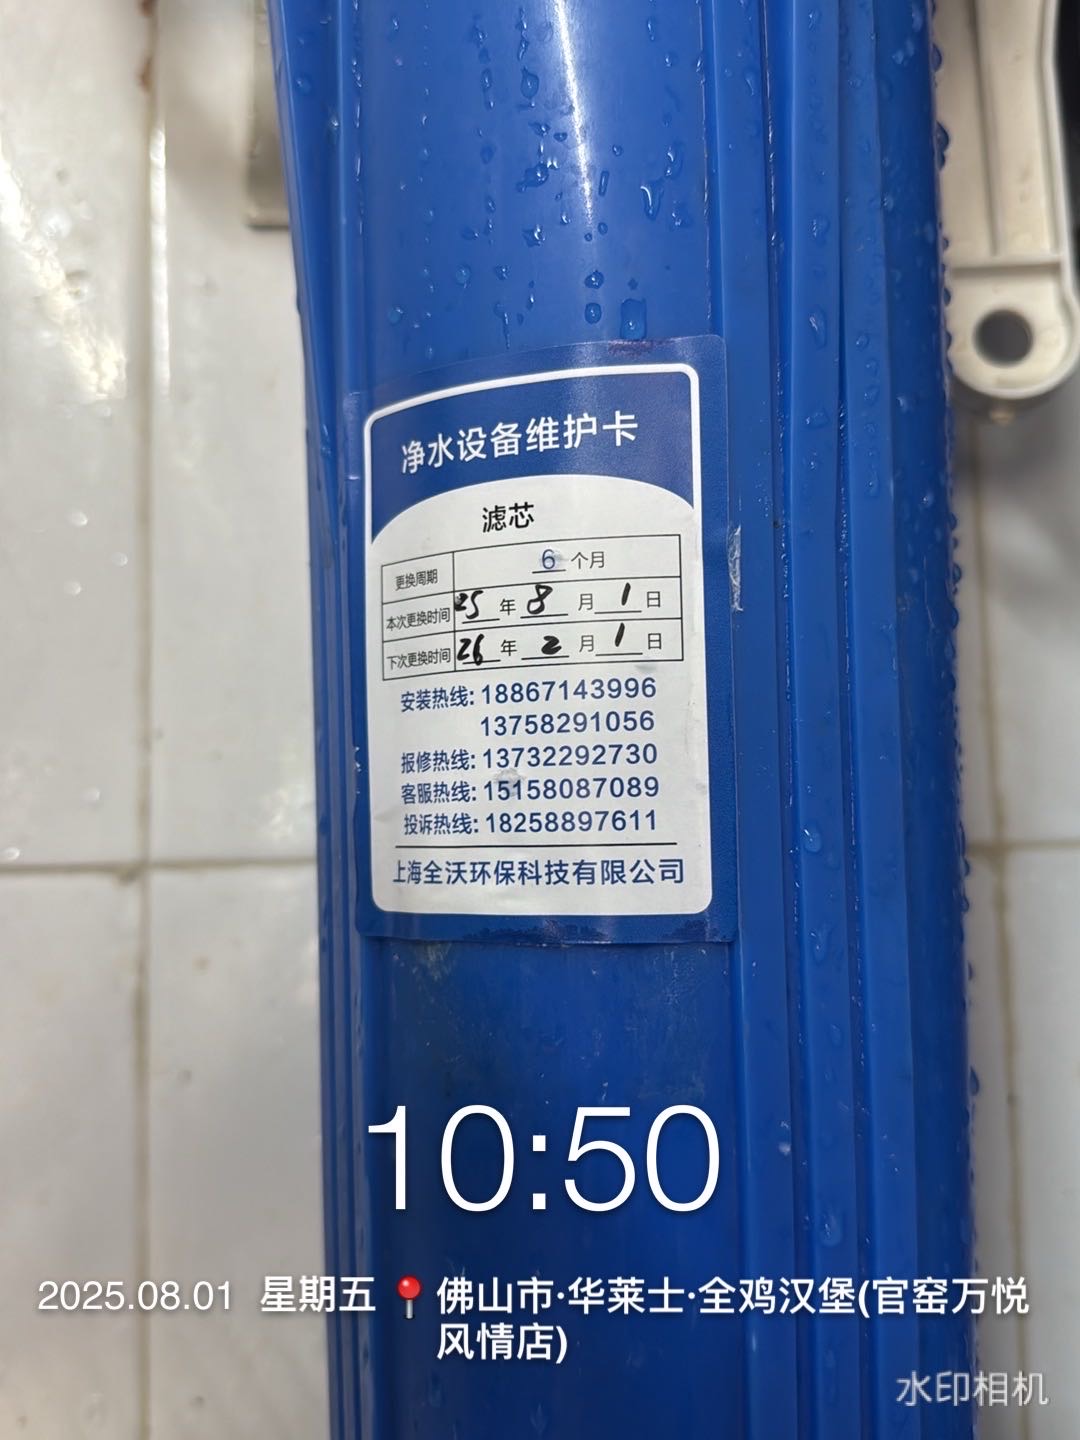 净水设备维护卡
滤芯
更换周期 6 个月
本次更换时间 25 年 8 月 1 日
下次更换时间 26 年 2 月 1 日
安装热线: 18867143996
13758291056
报修热线: 13732292730
客服热线: 15158087089
投诉热线: 18258897611
上海全沃环保科技有限公司
10:50
2025.08.01 星期五 佛山市·华莱士·全鸡汉堡(官窑万悦
风情店)
水印相机